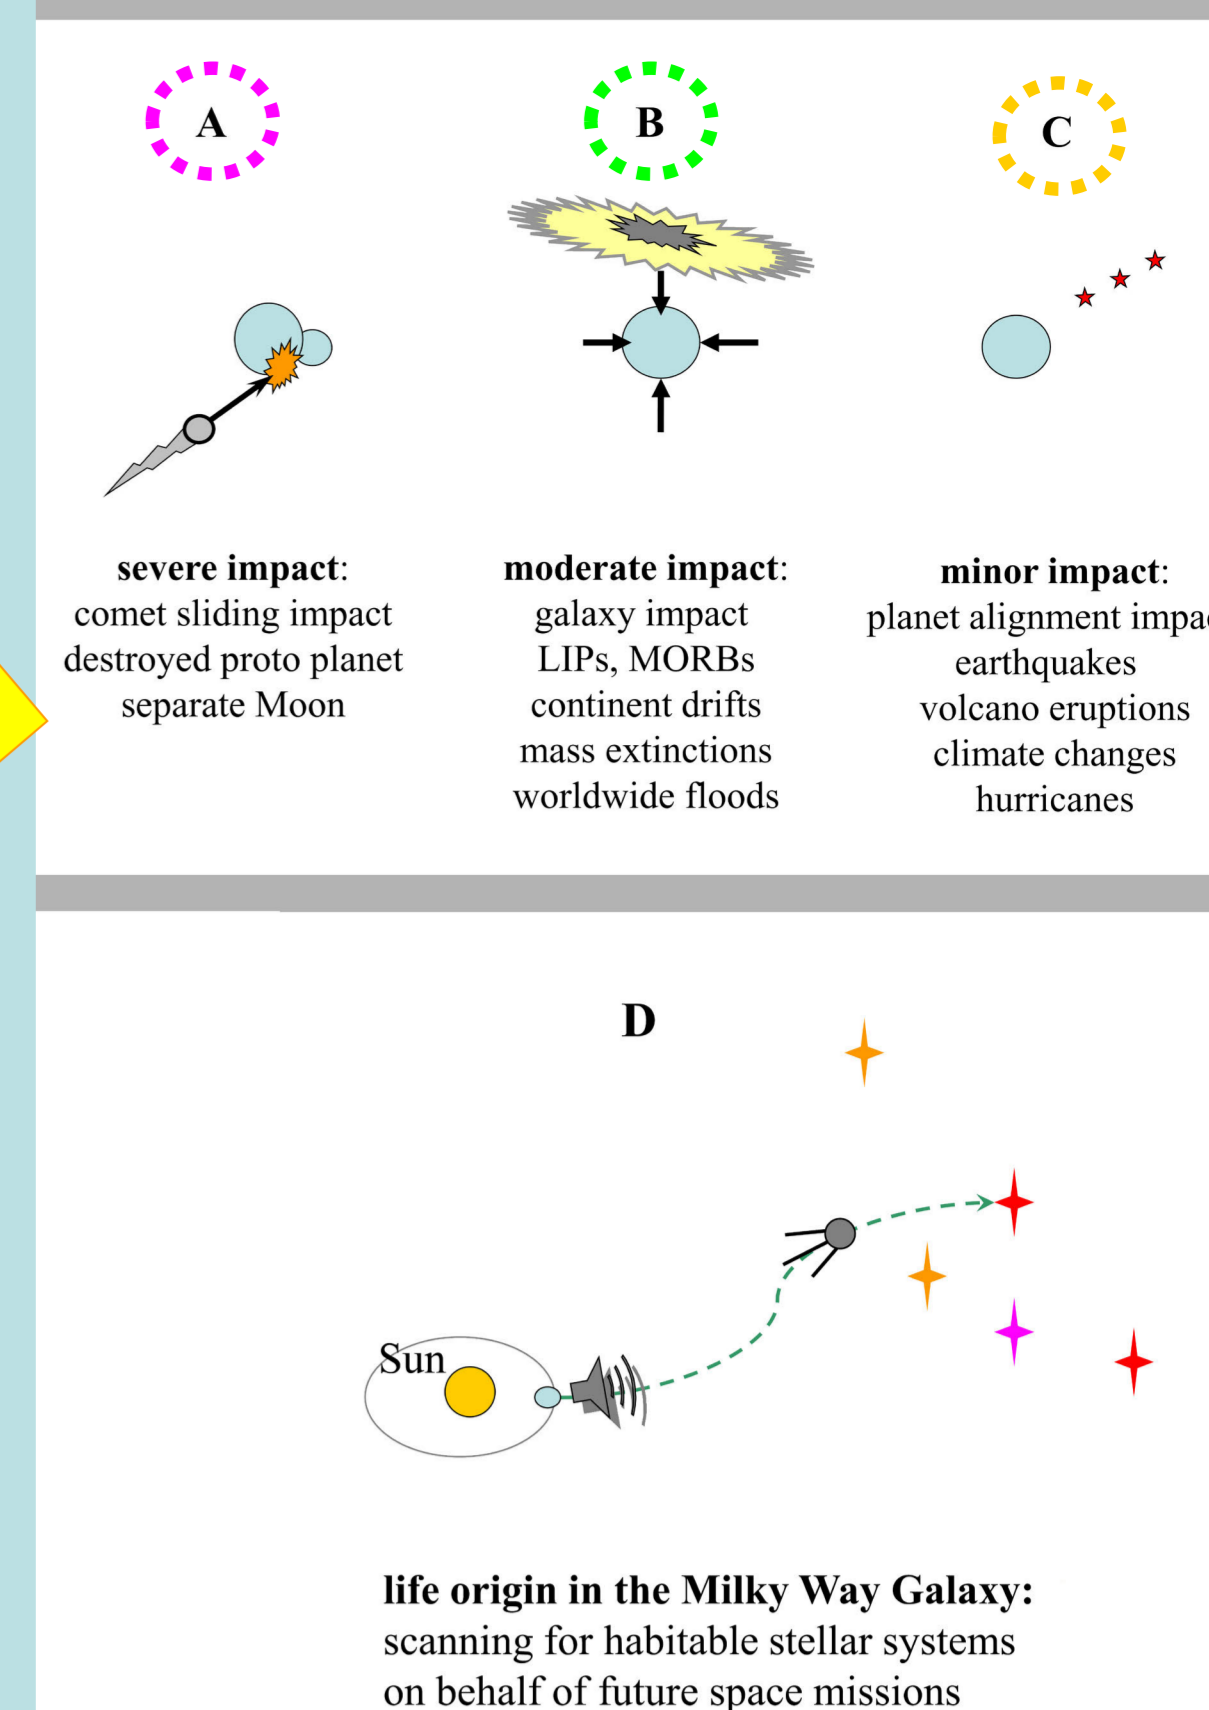 A
B
C
severe impact:
comet sliding impact
destroyed proto planet
separate Moon
moderate impact:
galaxy impact
LIPs, MORBs
continent drifts
mass extinctions
worldwide floods
minor impact:
planet alignment
earthquakes
volcano eruptions
climate changes
hurricanes
D
Sun
life origin in the Milky Way Galaxy:
scanning for habitable stellar systems
on behalf of future space missions